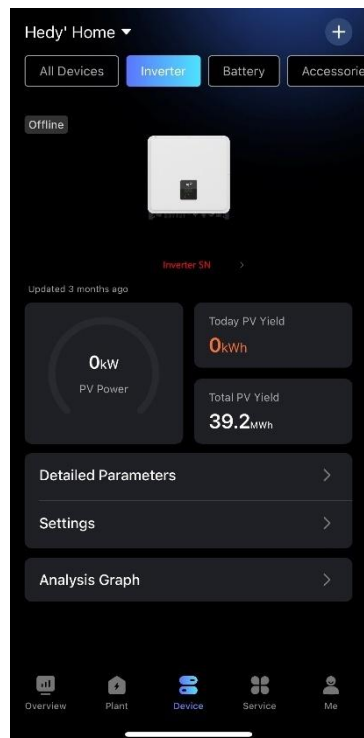 Hedy' Home
All Devices
Inverter
Battery
Accessorie
Offline
Inverter SN
Updated 3 months ago
0kW
PV Power
Today PV Yield
0kWh
Total PV Yield
39.2MWh
Detailed Parameters
Settings
Analysis Graph
Overview
Plant
Device
Service
Me